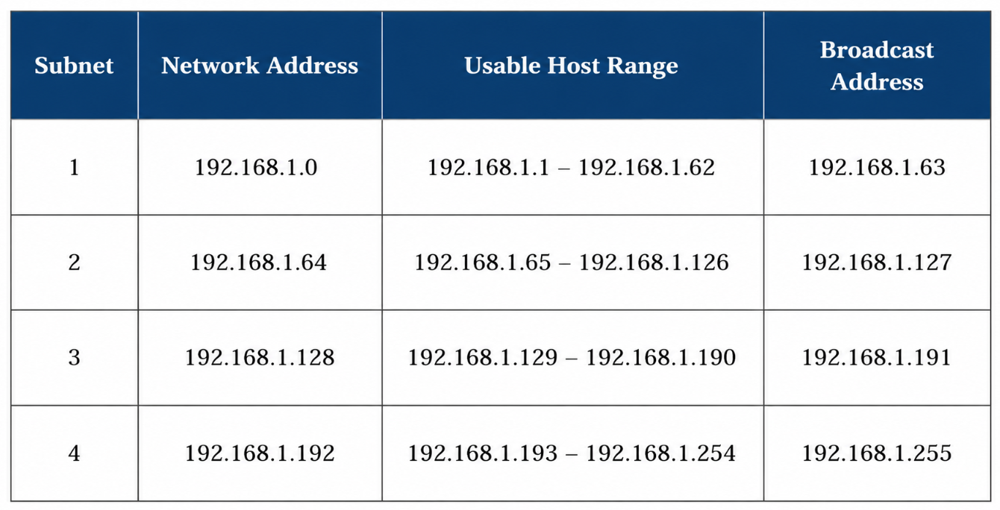 Subnet Network Address Usable Host Range Broadcast Address
1 192.168.1.0 192.168.1.1 – 192.168.1.62 192.168.1.63
2 192.168.1.64 192.168.1.65 – 192.168.1.126 192.168.1.127
3 192.168.1.128 192.168.1.129 – 192.168.1.190 192.168.1.191
4 192.168.1.192 192.168.1.193 – 192.168.1.254 192.168.1.255